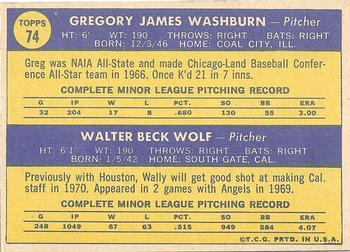 TOPPS
74
GREGORY JAMES WASHBURN – Pitcher
HT: 6' WT: 190 THROWS: RIGHT BATS: RIGHT
BORN: 12/3/46 HOME: COAL CITY, ILL.
Greg was NAIA All-State and made Chicago-Land Baseball Confer-
ence All-Star team in 1966. Once K'd 21 in 7 inns.
COMPLETE MINOR LEAGUE PITCHING RECORD
G IP W L PCT. SO BB ERA
32 204 17 8 .680 130 55 3.00
WALTER BECK WOLF – Pitcher
HT: 6'1" WT: 190 THROWS: RIGHT BATS: RIGHT
BORN: 1/5/42 HOME: SOUTH GATE, CAL.
Previously with Houston, Wally will get good shot at making Cal.
staff in 1970. Appeared in 2 games with Angels in 1969.
COMPLETE MINOR LEAGUE PITCHING RECORD
G IP W L PCT. SO BB ERA
248 1049 67 63 .515 929 584 4.07
©T.C.G. PRTD. IN U.S.A.